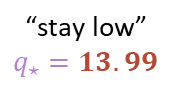 “stay low”
q⋆ = 13.99